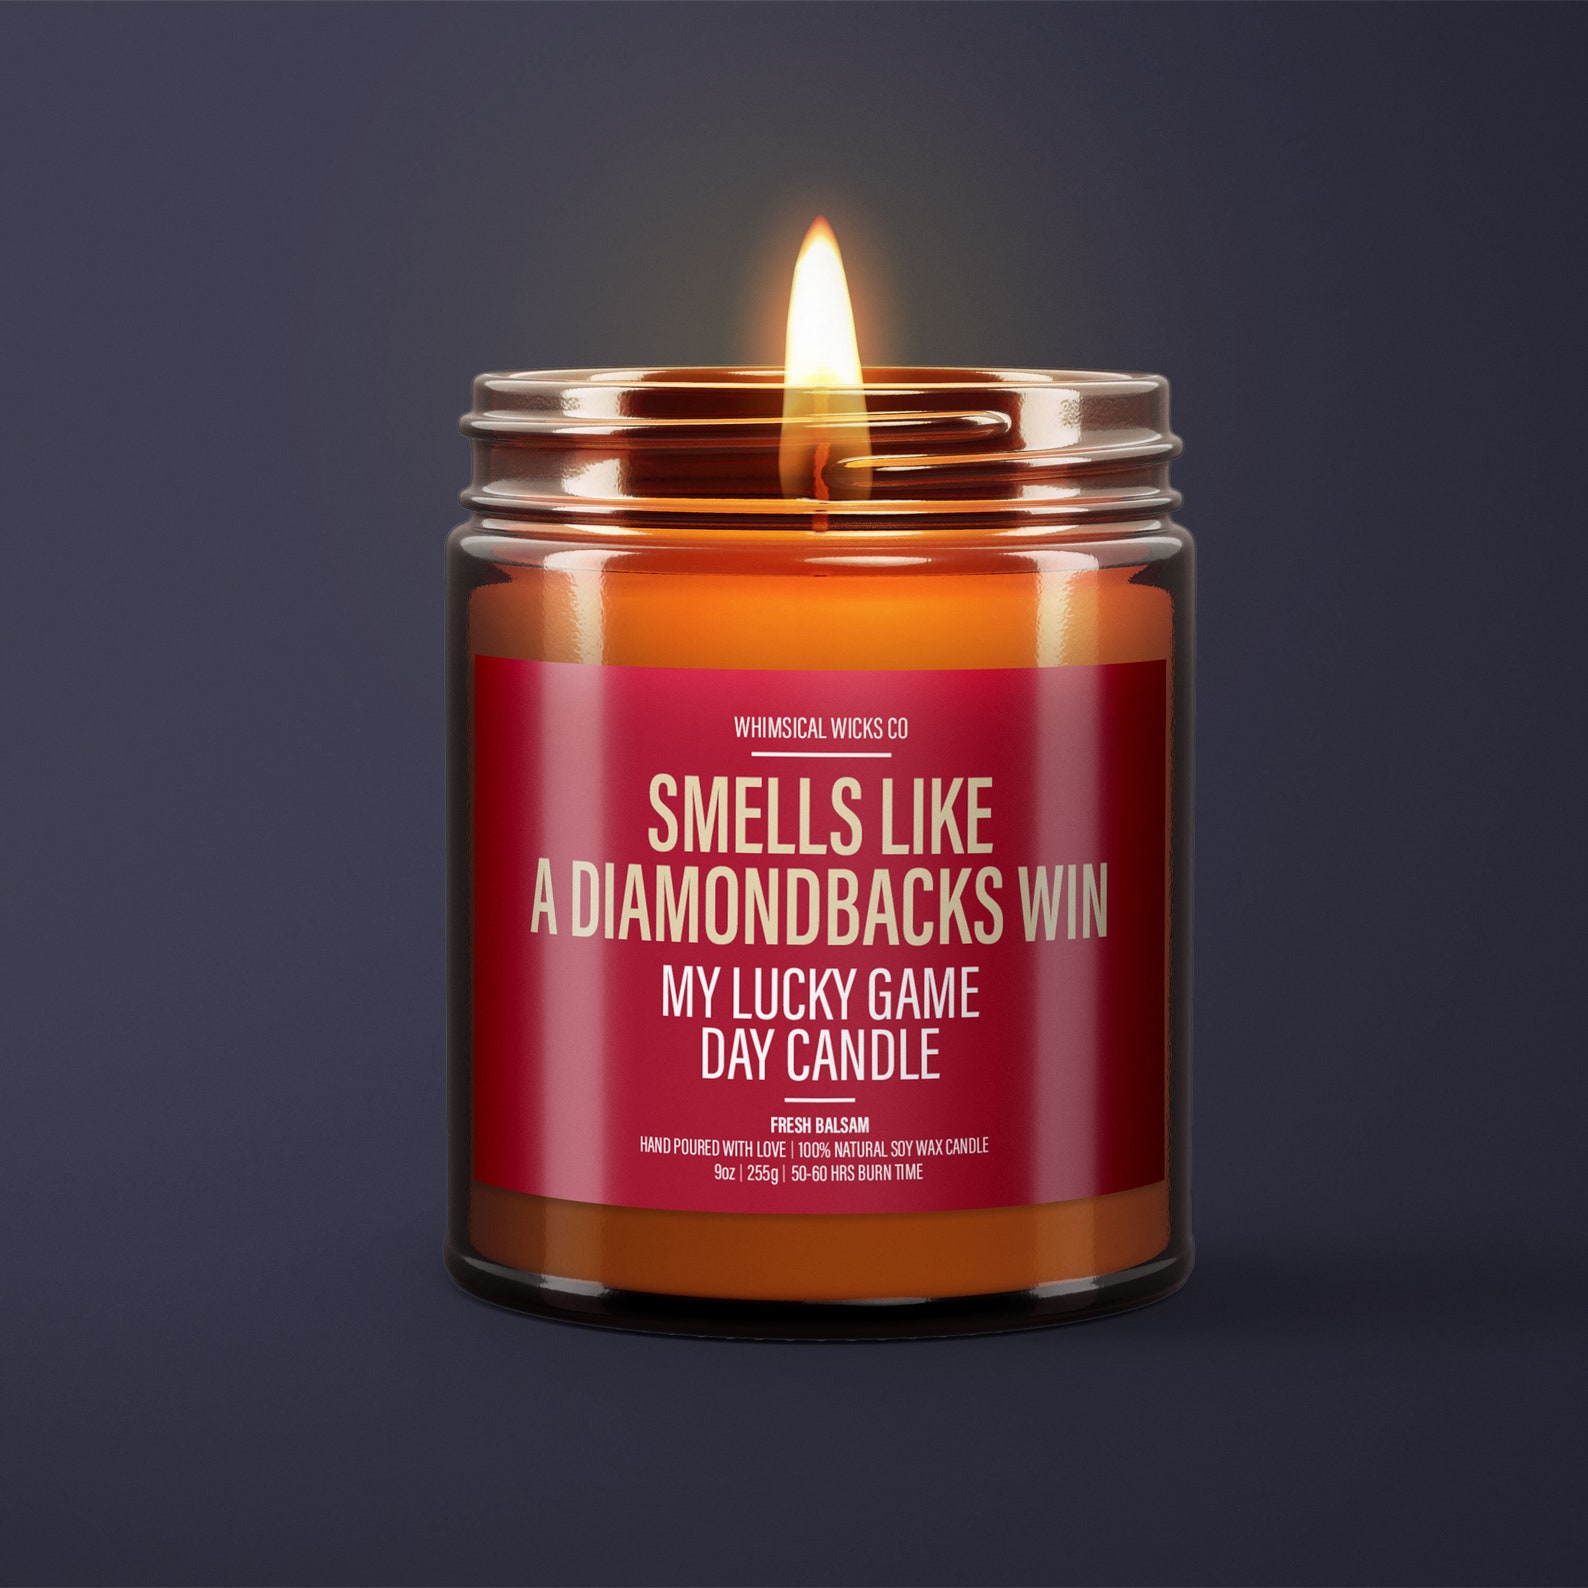 WHIMSICAL WICKS CO
SMELLS LIKE
A DIAMONDBACKS WIN
MY LUCKY GAME
DAY CANDLE
FRESH BALSAM
HAND POURED WITH LOVE | 100% NATURAL SOY WAX CANDLE
9oz | 255g | 50-60 HRS BURN TIME